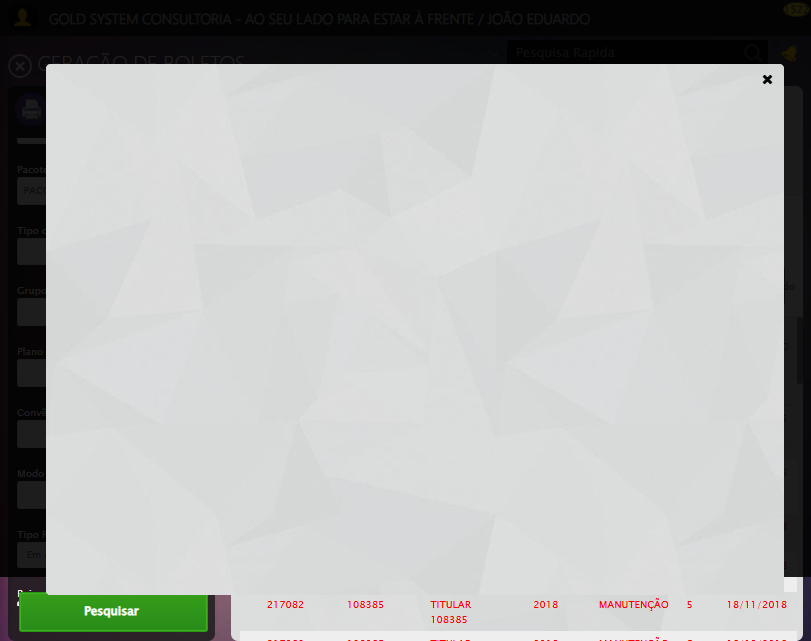 GOLD SYSTEM CONSULTORIA - AO SEU LADO PARA ESTAR À FRENTE / JOÃO EDUARDO
Pesquisa Rapida
GERAÇÃO DE BOLETOS
Pacot
PAC
Tipo
Grupo
Plano
Convê
Modo
Tipo
Em
Pesquisar
217082 108385 TITULAR 2018 MANUTENÇÃO 5 18/11/2018
108385